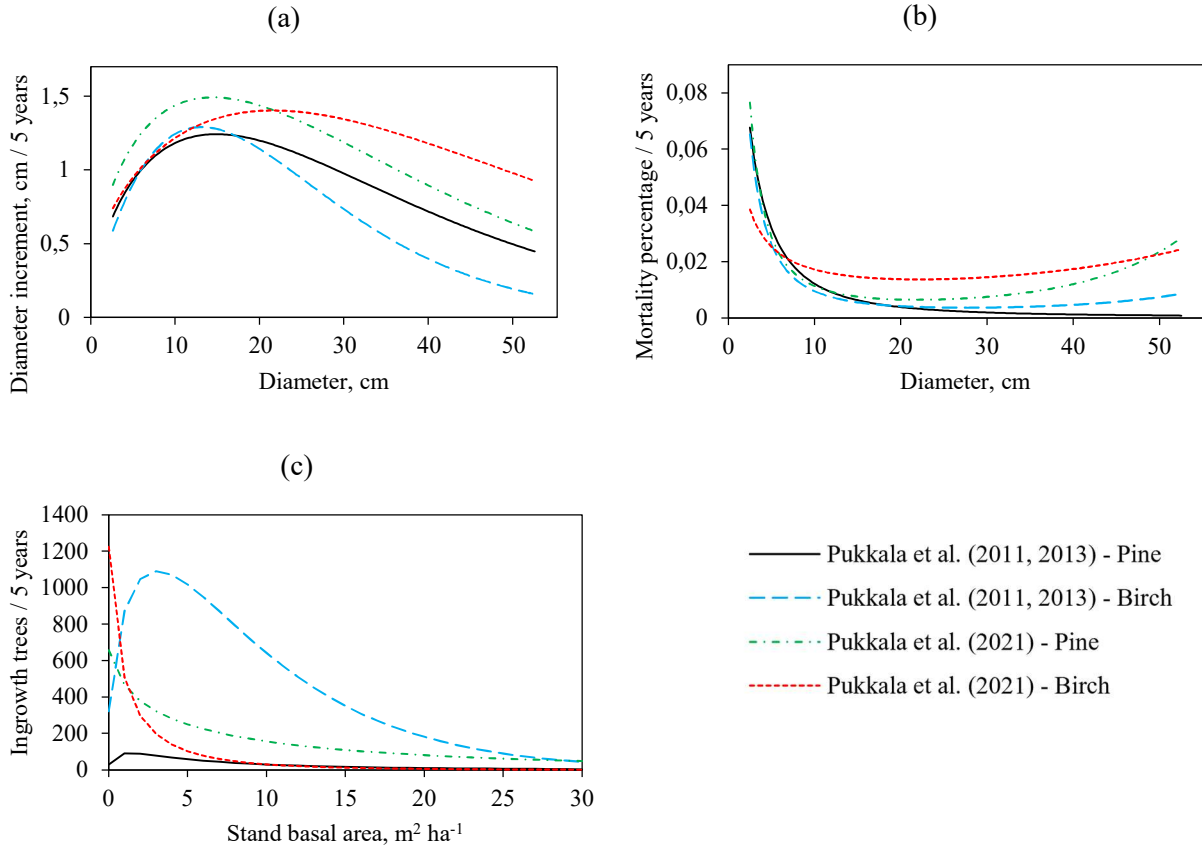 (a)
Diameter increment, cm / 5 years
1,5
1
0,5
0
0 10 20 30 40 50
Diameter, cm
(b)
Mortality percentage / 5 years
0,08
0,06
0,04
0,02
0
0 10 20 30 40 50
Diameter, cm
(c)
Ingrowth trees / 5 years
1400
1200
1000
800
600
400
200
0
0 5 10 15 20 25 30
Stand basal area, m² ha⁻¹
Pukkala et al. (2011, 2013) - Pine
Pukkala et al. (2011, 2013) - Birch
Pukkala et al. (2021) - Pine
Pukkala et al. (2021) - Birch